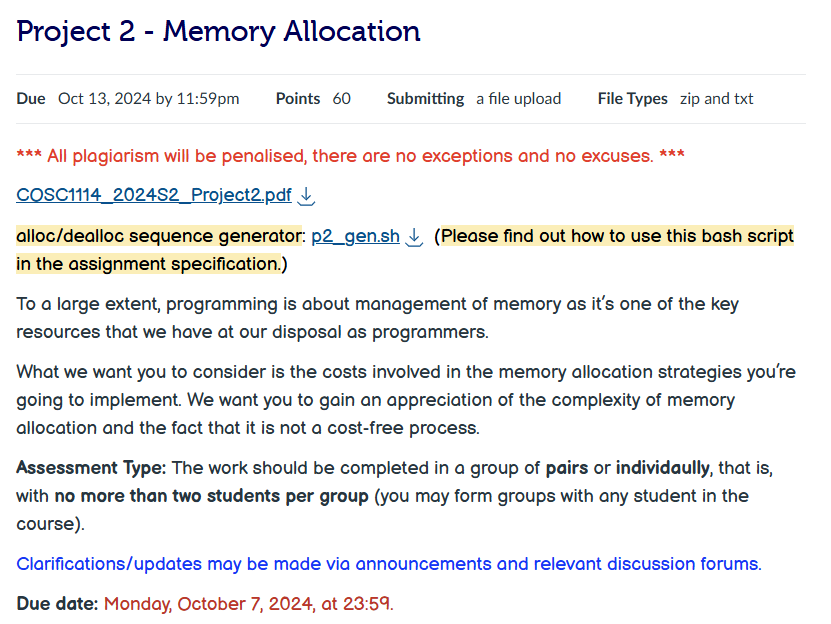 Project 2 - Memory Allocation
Due Oct 13, 2024 by 11:59pm Points 60 Submitting a file upload File Types zip and txt
*** All plagiarism will be penalised, there are no exceptions and no excuses. ***
COSC1114_2024S2_Project2.pdf
alloc/dealloc sequence generator: p2_gen.sh (Please find out how to use this bash script
in the assignment specification.)
To a large extent, programming is about management of memory as it's one of the key
resources that we have at our disposal as programmers.
What we want you to consider is the costs involved in the memory allocation strategies you're
going to implement. We want you to gain an appreciation of the complexity of memory
allocation and the fact that it is not a cost-free process.
Assessment Type: The work should be completed in a group of pairs or individaully, that is,
with no more than two students per group (you may form groups with any student in the
course).
Clarifications/updates may be made via announcements and relevant discussion forums.
Due date: Monday, October 7, 2024, at 23:59.